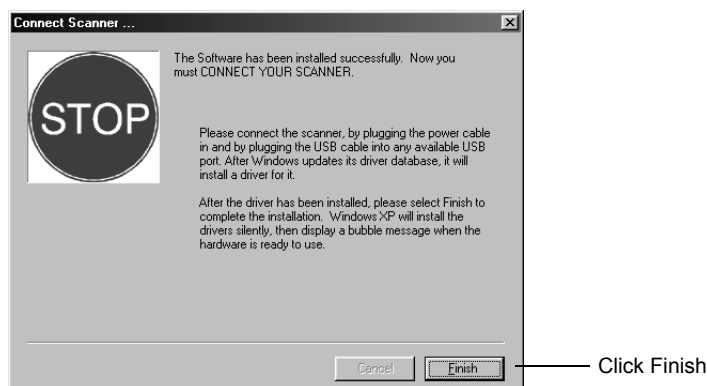 Connect Scanner ...
STOP
The Software has been installed successfully. Now you
must CONNECT YOUR SCANNER.
Please connect the scanner, by plugging the power cable
in and by plugging the USB cable into any available USB
port. After Windows updates its driver database, it will
install a driver for it.
After the driver has been installed, please select Finish to
complete the installation. Windows XP will install the
drivers silently, then display a bubble message when the
hardware is ready to use.
Cancel Finish
Click Finish